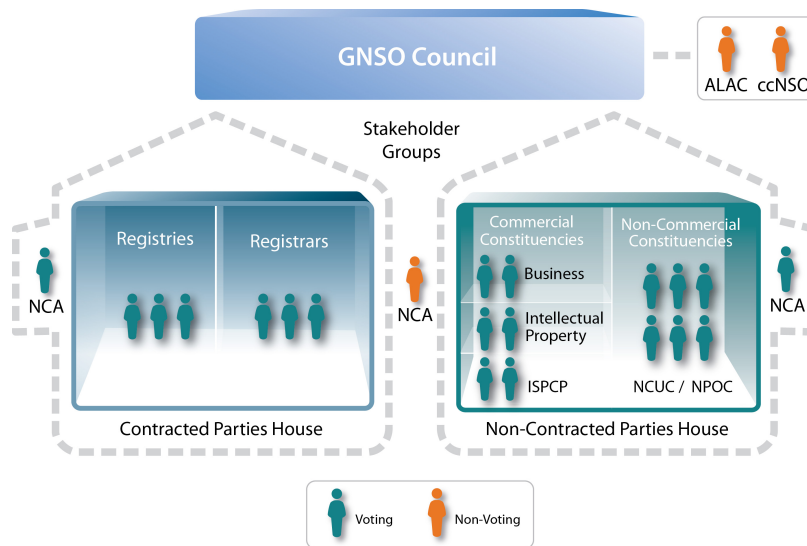 GNSO Council
ALAC ccNSO
Stakeholder
Groups
Registries
Registrars
Commercial
Constituencies
Non-Commercial
Constituencies
Business
Intellectual
Property
ISPCP
NCUC / NPOC
NCA
NCA
NCA
Contracted Parties House
Non-Contracted Parties House
Voting
Non-Voting